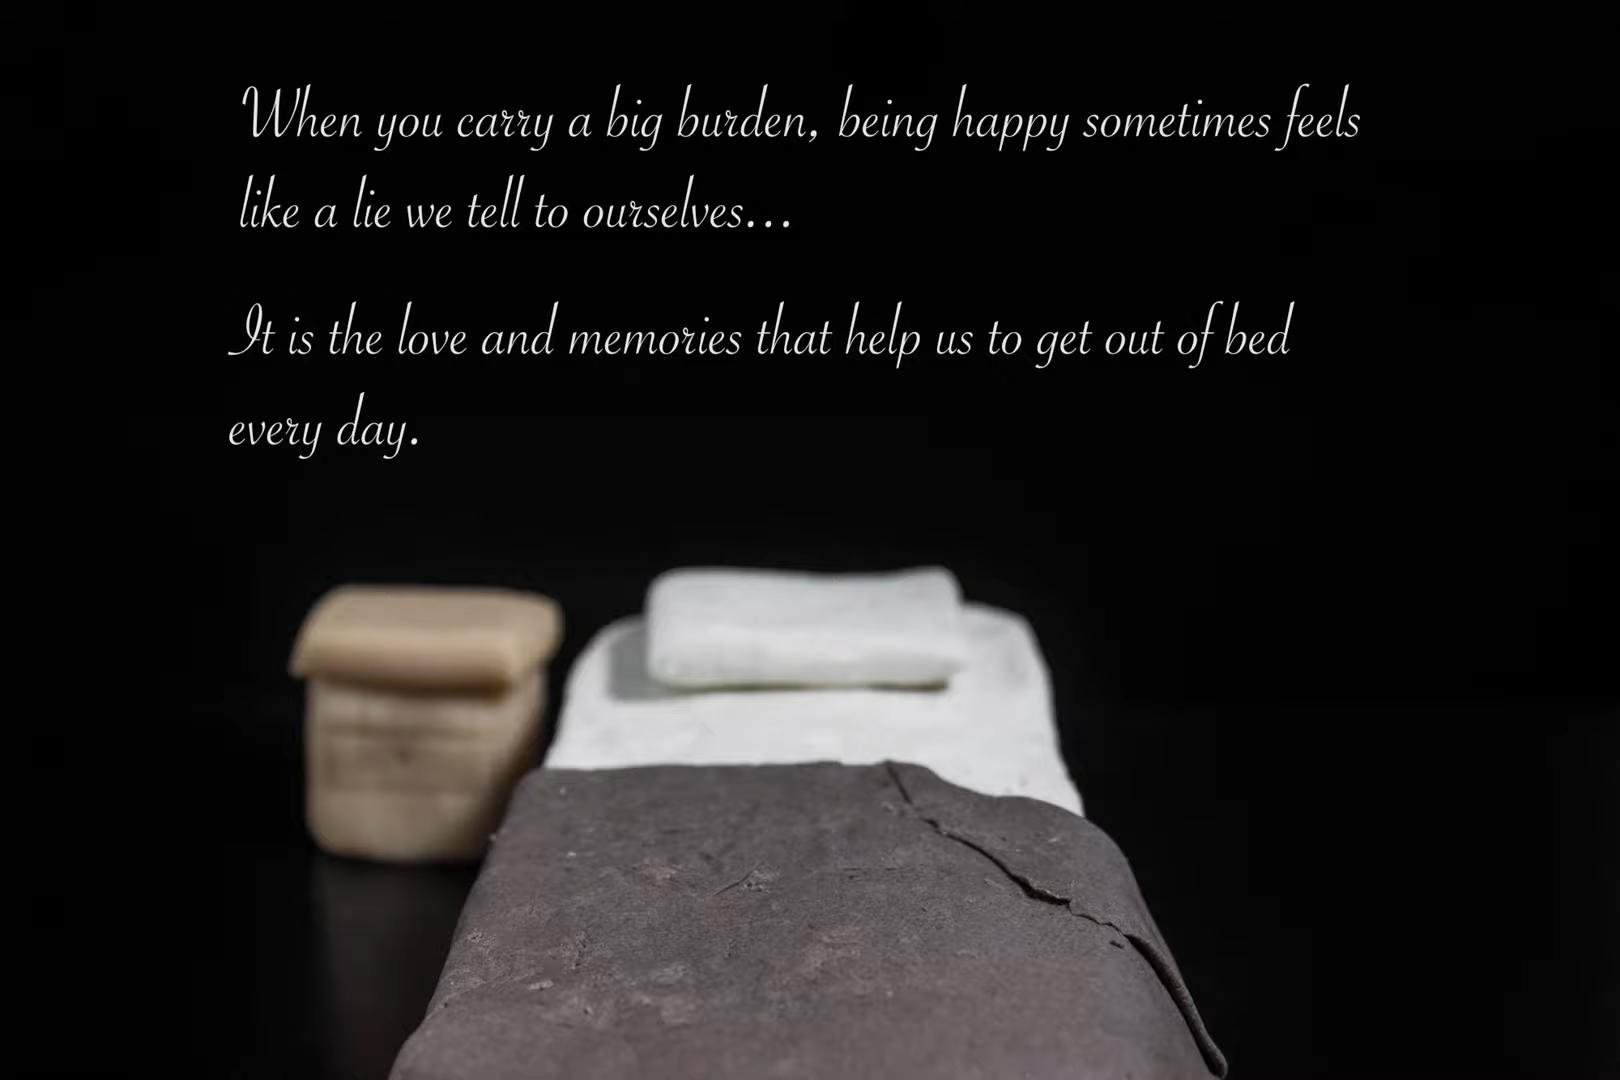 When you carry a big burden, being happy sometimes feels
like a lie we tell to ourselves...
It is the love and memories that help us to get out of bed
every day.